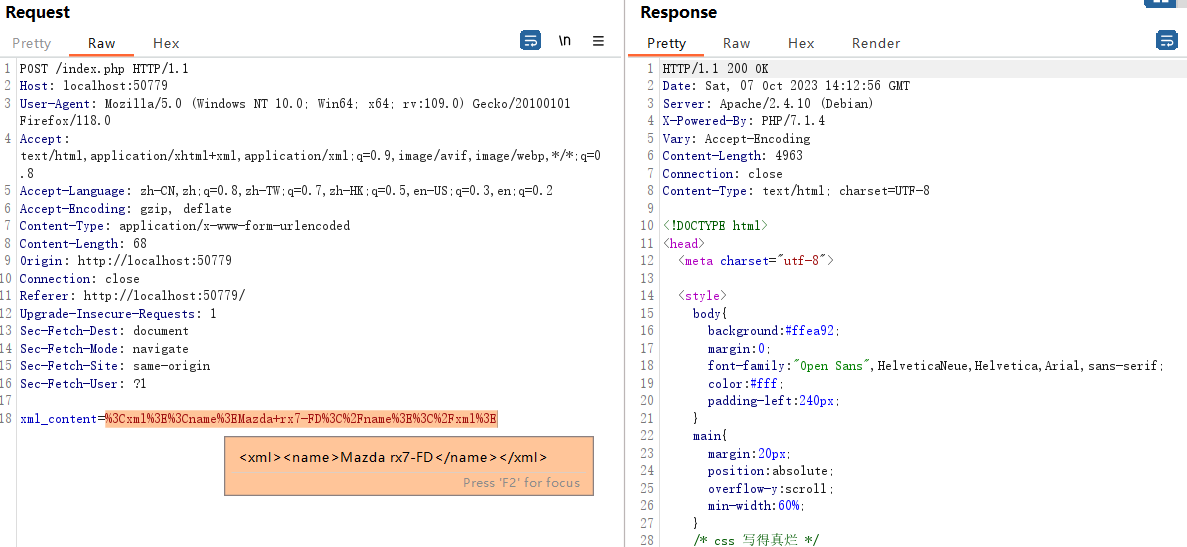 Request
Pretty Raw Hex
\n
1 POST /index.php HTTP/1.1
2 Host: localhost:50779
3 User-Agent: Mozilla/5.0 (Windows NT 10.0; Win64; x64; rv:109.0) Gecko/20100101
Firefox/118.0
4 Accept:
text/html,application/xhtml+xml,application/xml;q=0.9,image/avif,image/webp,*/*;q=0
.8
5 Accept-Language: zh-CN,zh;q=0.8,zh-TW;q=0.7,zh-HK;q=0.5,en-US;q=0.3,en;q=0.2
6 Accept-Encoding: gzip, deflate
7 Content-Type: application/x-www-form-urlencoded
8 Content-Length: 68
9 Origin: http://localhost:50779
10 Connection: close
11 Referer: http://localhost:50779/
12 Upgrade-Insecure-Requests: 1
13 Sec-Fetch-Dest: document
14 Sec-Fetch-Mode: navigate
15 Sec-Fetch-Site: same-origin
16 Sec-Fetch-User: ?1
17
18 xml_content=%3Cxml%3E%3Cname%3EMazda+rx7-FD%3C%2Fname%3E%3C%2Fxml%3E
<xml><name>Mazda rx7-FD</name></xml>
Press 'F2' for focus
Response
Pretty Raw Hex Render
1 HTTP/1.1 200 OK
2 Date: Sat, 07 Oct 2023 14:12:56 GMT
3 Server: Apache/2.4.10 (Debian)
4 X-Powered-By: PHP/7.1.4
5 Vary: Accept-Encoding
6 Content-Length: 4963
7 Connection: close
8 Content-Type: text/html; charset=UTF-8
9
10 <!DOCTYPE html>
11 <head>
12 <meta charset="utf-8">
13
14 <style>
15 body{
16 background:#ffea92;
17 margin:0;
18 font-family:"Open Sans",HelveticaNeue,Helvetica,Arial,sans-serif;
19 color:#fff;
20 padding-left:240px;
21 }
22 main{
23 margin:20px;
24 position:absolute;
25 overflow-y:scroll;
26 min-width:60%;
27 }
28 /* css 写得真烂 */